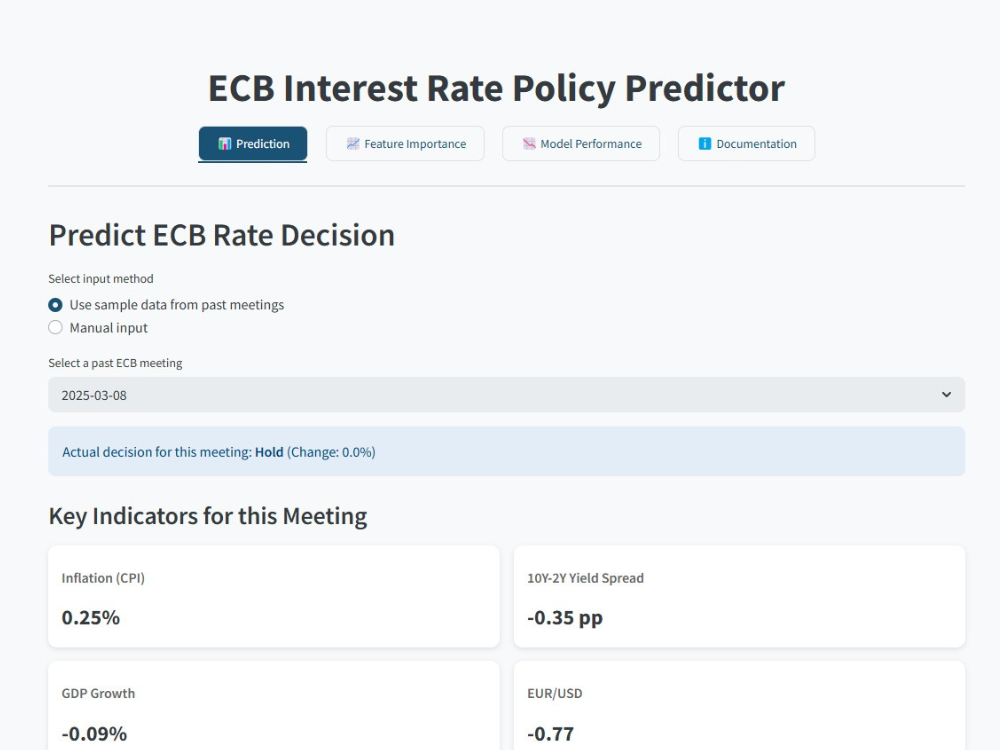 ECB Interest Rate Policy Predictor
Prediction
Feature Importance
Model Performance
Documentation
Predict ECB Rate Decision
Select input method
Use sample data from past meetings
Manual input
Select a past ECB meeting
2025-03-08
Actual decision for this meeting: Hold (Change: 0.0%)
Key Indicators for this Meeting
Inflation (CPI)
0.25%
10Y-2Y Yield Spread
-0.35 pp
GDP Growth
-0.09%
EUR/USD
-0.77